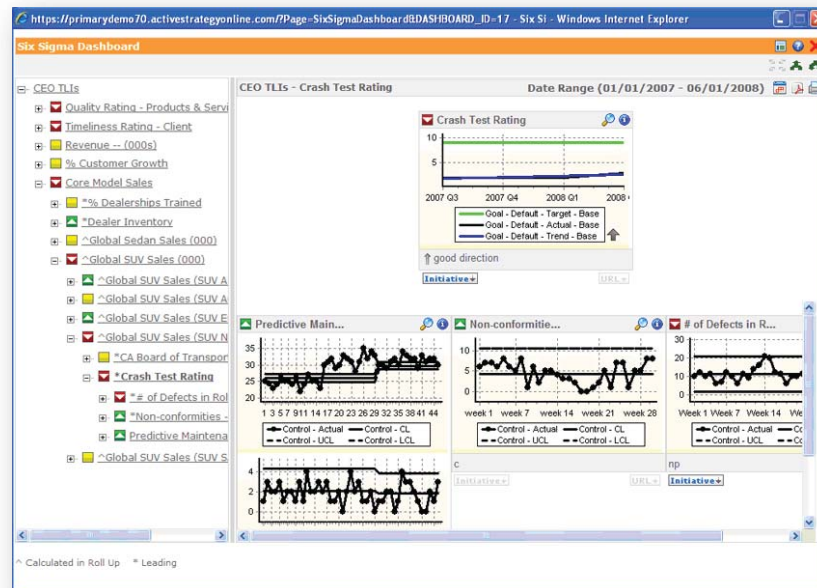 https://primarydemo70.activestrategyonline.com/?Page=SixSigmaDashboard&DASHBOARD_ID=17 - Six Si - Windows Internet Explorer
Six Sigma Dashboard
CEO TLIs
Quality Rating - Products & Servi
Timeliness Rating - Client
Revenue -- (000s)
% Customer Growth
Core Model Sales
*% Dealerships Trained
*Dealer Inventory
^Global Sedan Sales (000)
^Global SUV Sales (000)
^Global SUV Sales (SUV A
^Global SUV Sales (SUV A
^Global SUV Sales (SUV E
^Global SUV Sales (SUV N
*CA Board of Transpor
*Crash Test Rating
*# of Defects in Rol
*Non-conformities -
Predictive Maintena
^Global SUV Sales (SUV S
CEO TLIs - Crash Test Rating Date Range (01/01/2007 - 06/01/2008)
Crash Test Rating
10
5
2007 Q3 2007 Q4 2008 Q1 2008
Goal - Default - Target - Base
Goal - Default - Actual - Base
Goal - Default - Trend - Base
good direction
Initiative URL
Predictive Main...
35
30
25
20
1 3 5 7 9 11 14 17 20 23 26 29 32 35 38 41 44
Control - Actual Control - CL
Control - UCL Control - LCL
4
2
0
Non-conformitie...
10
5
0
week 1 Week 7 week 14 week 21 week 28
Control - Actual Control - CL
Control - UCL Control - LCL
c
Initiative URL
# of Defects in R...
30
20
10
0
Week 1 Week 7 Week 14 Wee
Control - Actual Con
Control - UCL Con
np
Initiative
^ Calculated in Roll Up * Leading